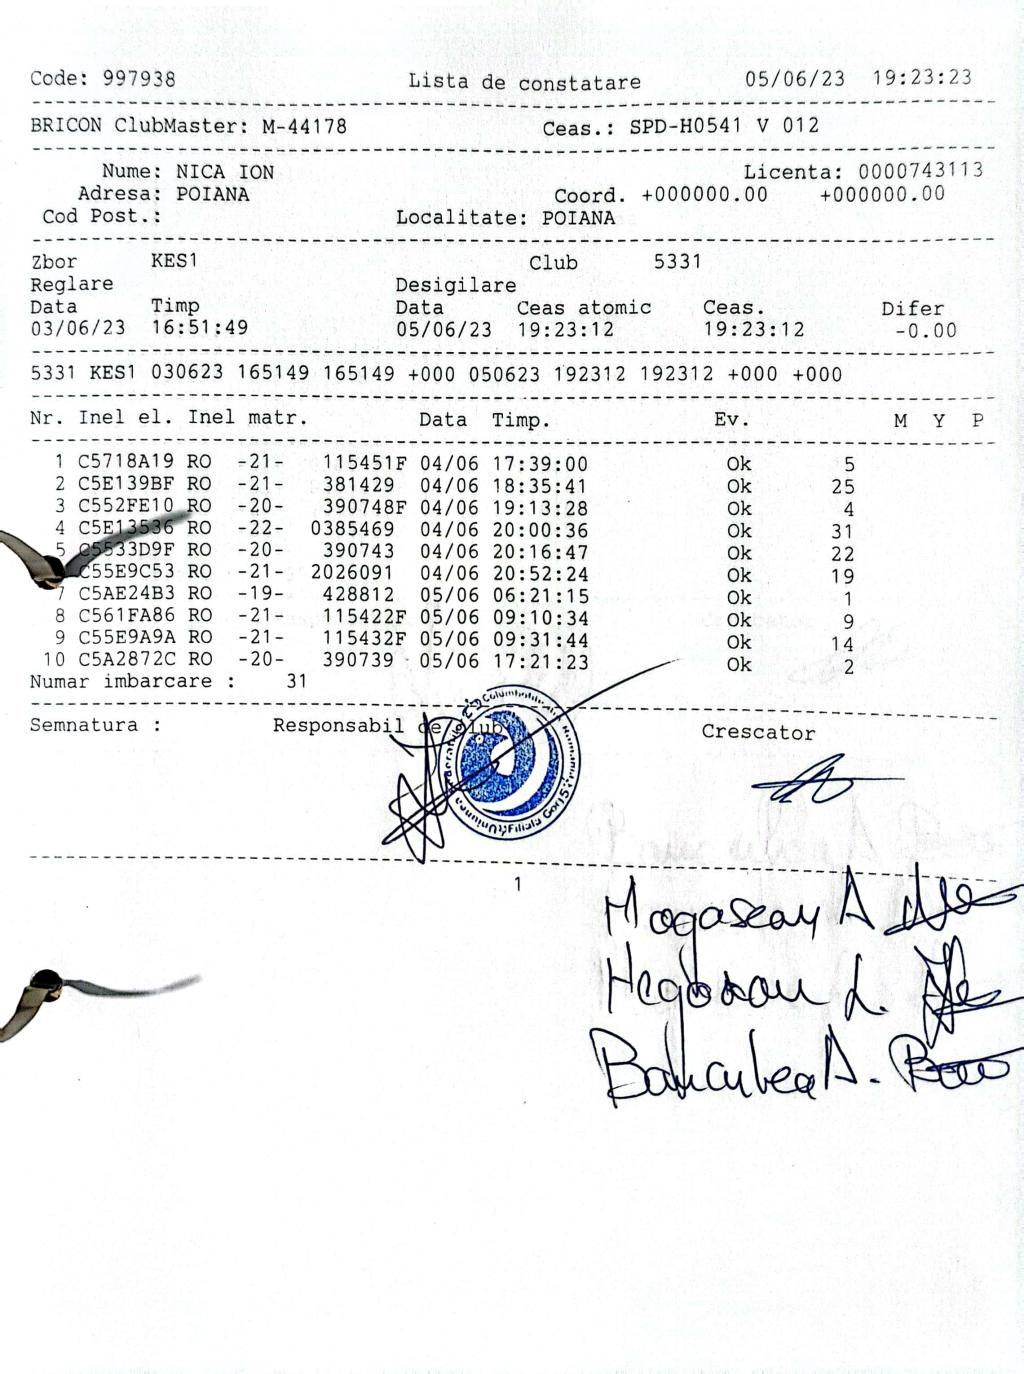 Code: 997938 Lista de constatare 05/06/23 19:23:23
BRICON ClubMaster: M-44178 Ceas.: SPD-H0541 V 012
Nume: NICA ION Licenta: 0000743113
Adresa: POIANA Coord. +000000.00 +000000.00
Cod Post.: Localitate: POIANA
Zbor KES1 Club 5331
Reglare Desigilare
Data Timp Data Ceas atomic Ceas. Difer
03/06/23 16:51:49 05/06/23 19:23:12 19:23:12 -0.00
5331 KES1 030623 165149 165149 +000 050623 192312 192312 +000 +000
Nr. Inel el. Inel matr. Data Timp. Ev. M Y P
1 C5718A19 RO -21- 115451F 04/06 17:39:00 Ok 5
2 C5E139BF RO -21- 381429 04/06 18:35:41 Ok 25
3 C552FE10 RO -20- 390748F 04/06 19:13:28 Ok 4
4 C5E13536 RO -22- 0385469 04/06 20:00:36 Ok 31
5 C5533D9F RO -20- 390743 04/06 20:16:47 Ok 22
C55E9C53 RO -21- 2026091 04/06 20:52:24 Ok 19
7 C5AE24B3 RO -19- 428812 05/06 06:21:15 Ok 1
8 C561FA86 RO -21- 115422F 05/06 09:10:34 Ok 9
9 C55E9A9A RO -21- 115432F 05/06 09:31:44 Ok 14
10 C5A2872C RO -20- 390739 05/06 17:21:23 Ok 2
Numar imbarcare : 31
Semnatura : Responsabil de club Crescator
Filiala Gorj
1
A
L.
A.